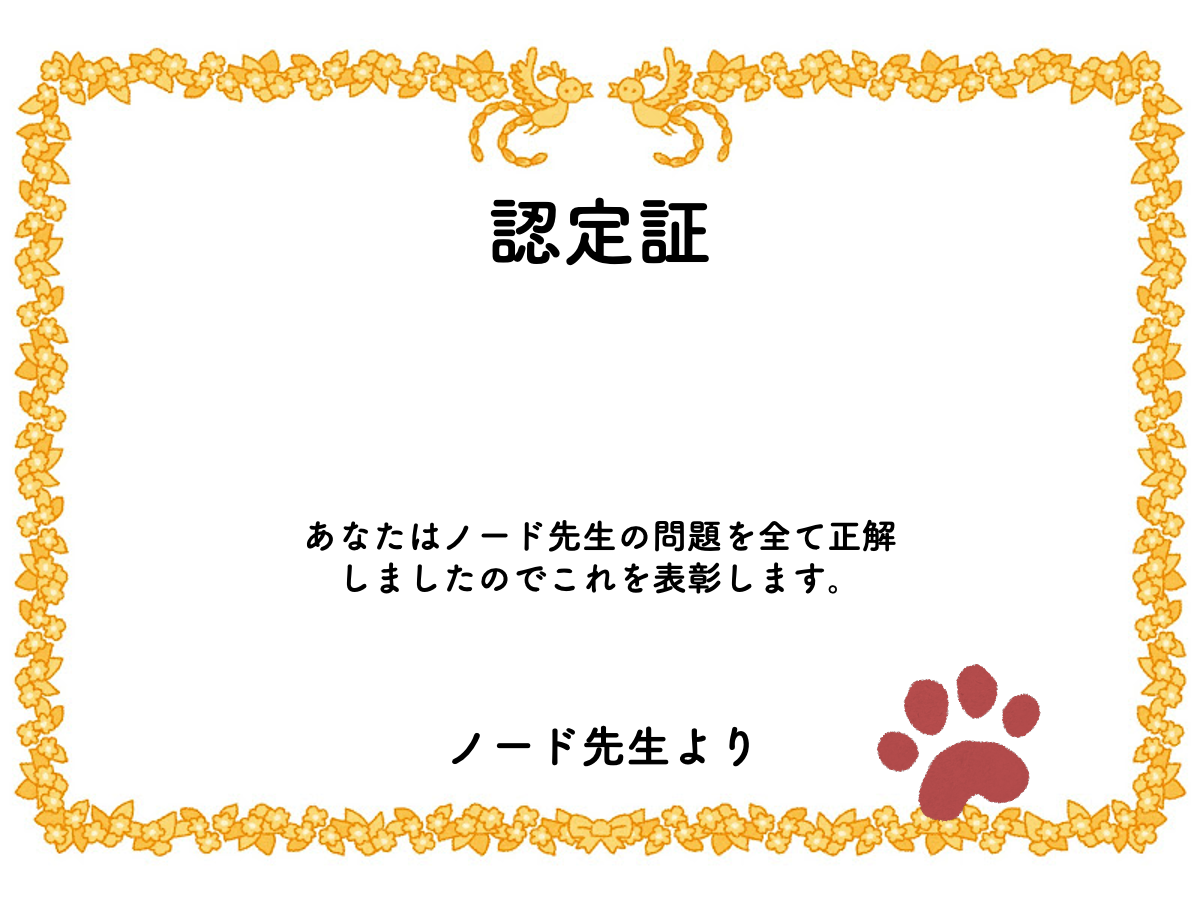 認定証
あなたはノード先生の問題を全て正解
しましたのでこれを表彰します。
ノード先生より